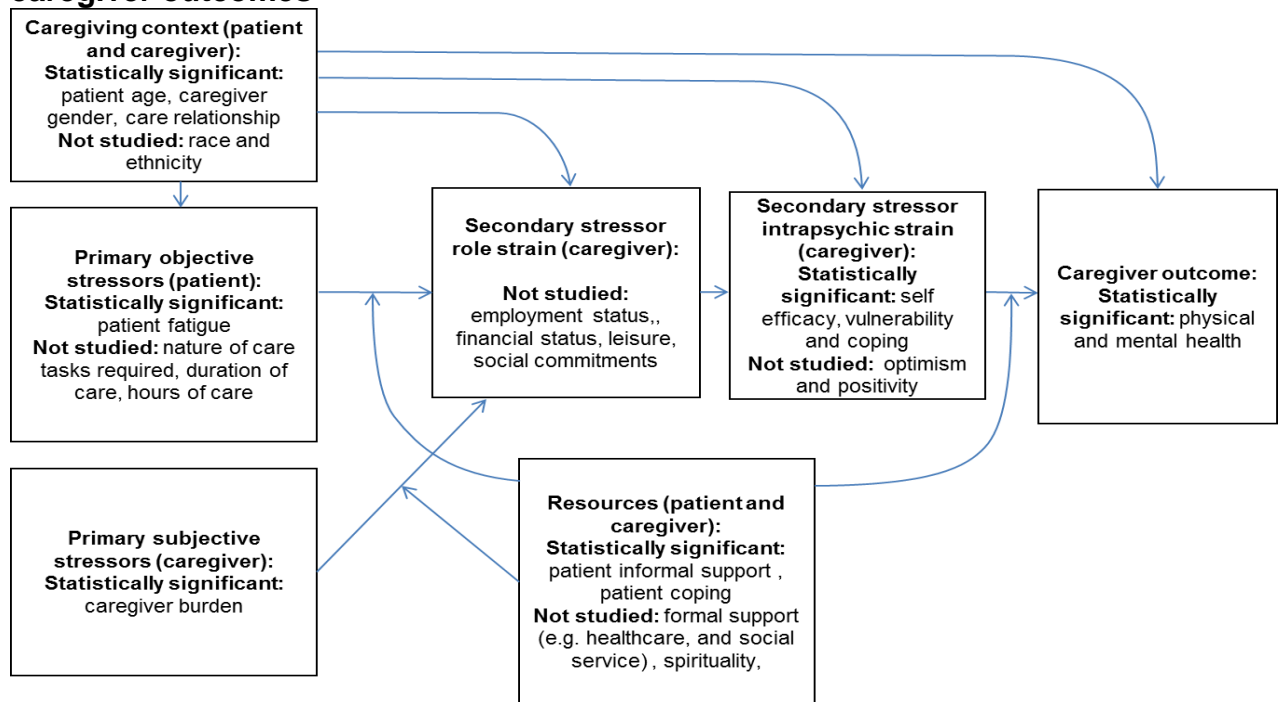 caregiver outcomes
Caregiving context (patient
and caregiver):
Statistically significant:
patient age, caregiver
gender, care relationship
Not studied: race and
ethnicity
Primary objective
stressors (patient):
Statistically significant:
patient fatigue
Not studied: nature of care
tasks required, duration of
care, hours of care
Primary subjective
stressors (caregiver):
Statistically significant:
caregiver burden
Secondary stressor
role strain (caregiver):
Not studied:
employment status,,
financial status, leisure,
social commitments
Secondary stressor
intrapsychic strain
(caregiver):
Statistically
significant: self
efficacy, vulnerability
and coping
Not studied: optimism
and positivity
Caregiver outcome:
Statistically
significant: physical
and mental health
Resources (patient and
caregiver):
Statistically significant:
patient informal support ,
patient coping
Not studied: formal support
(e.g. healthcare, and social
service) , spirituality,